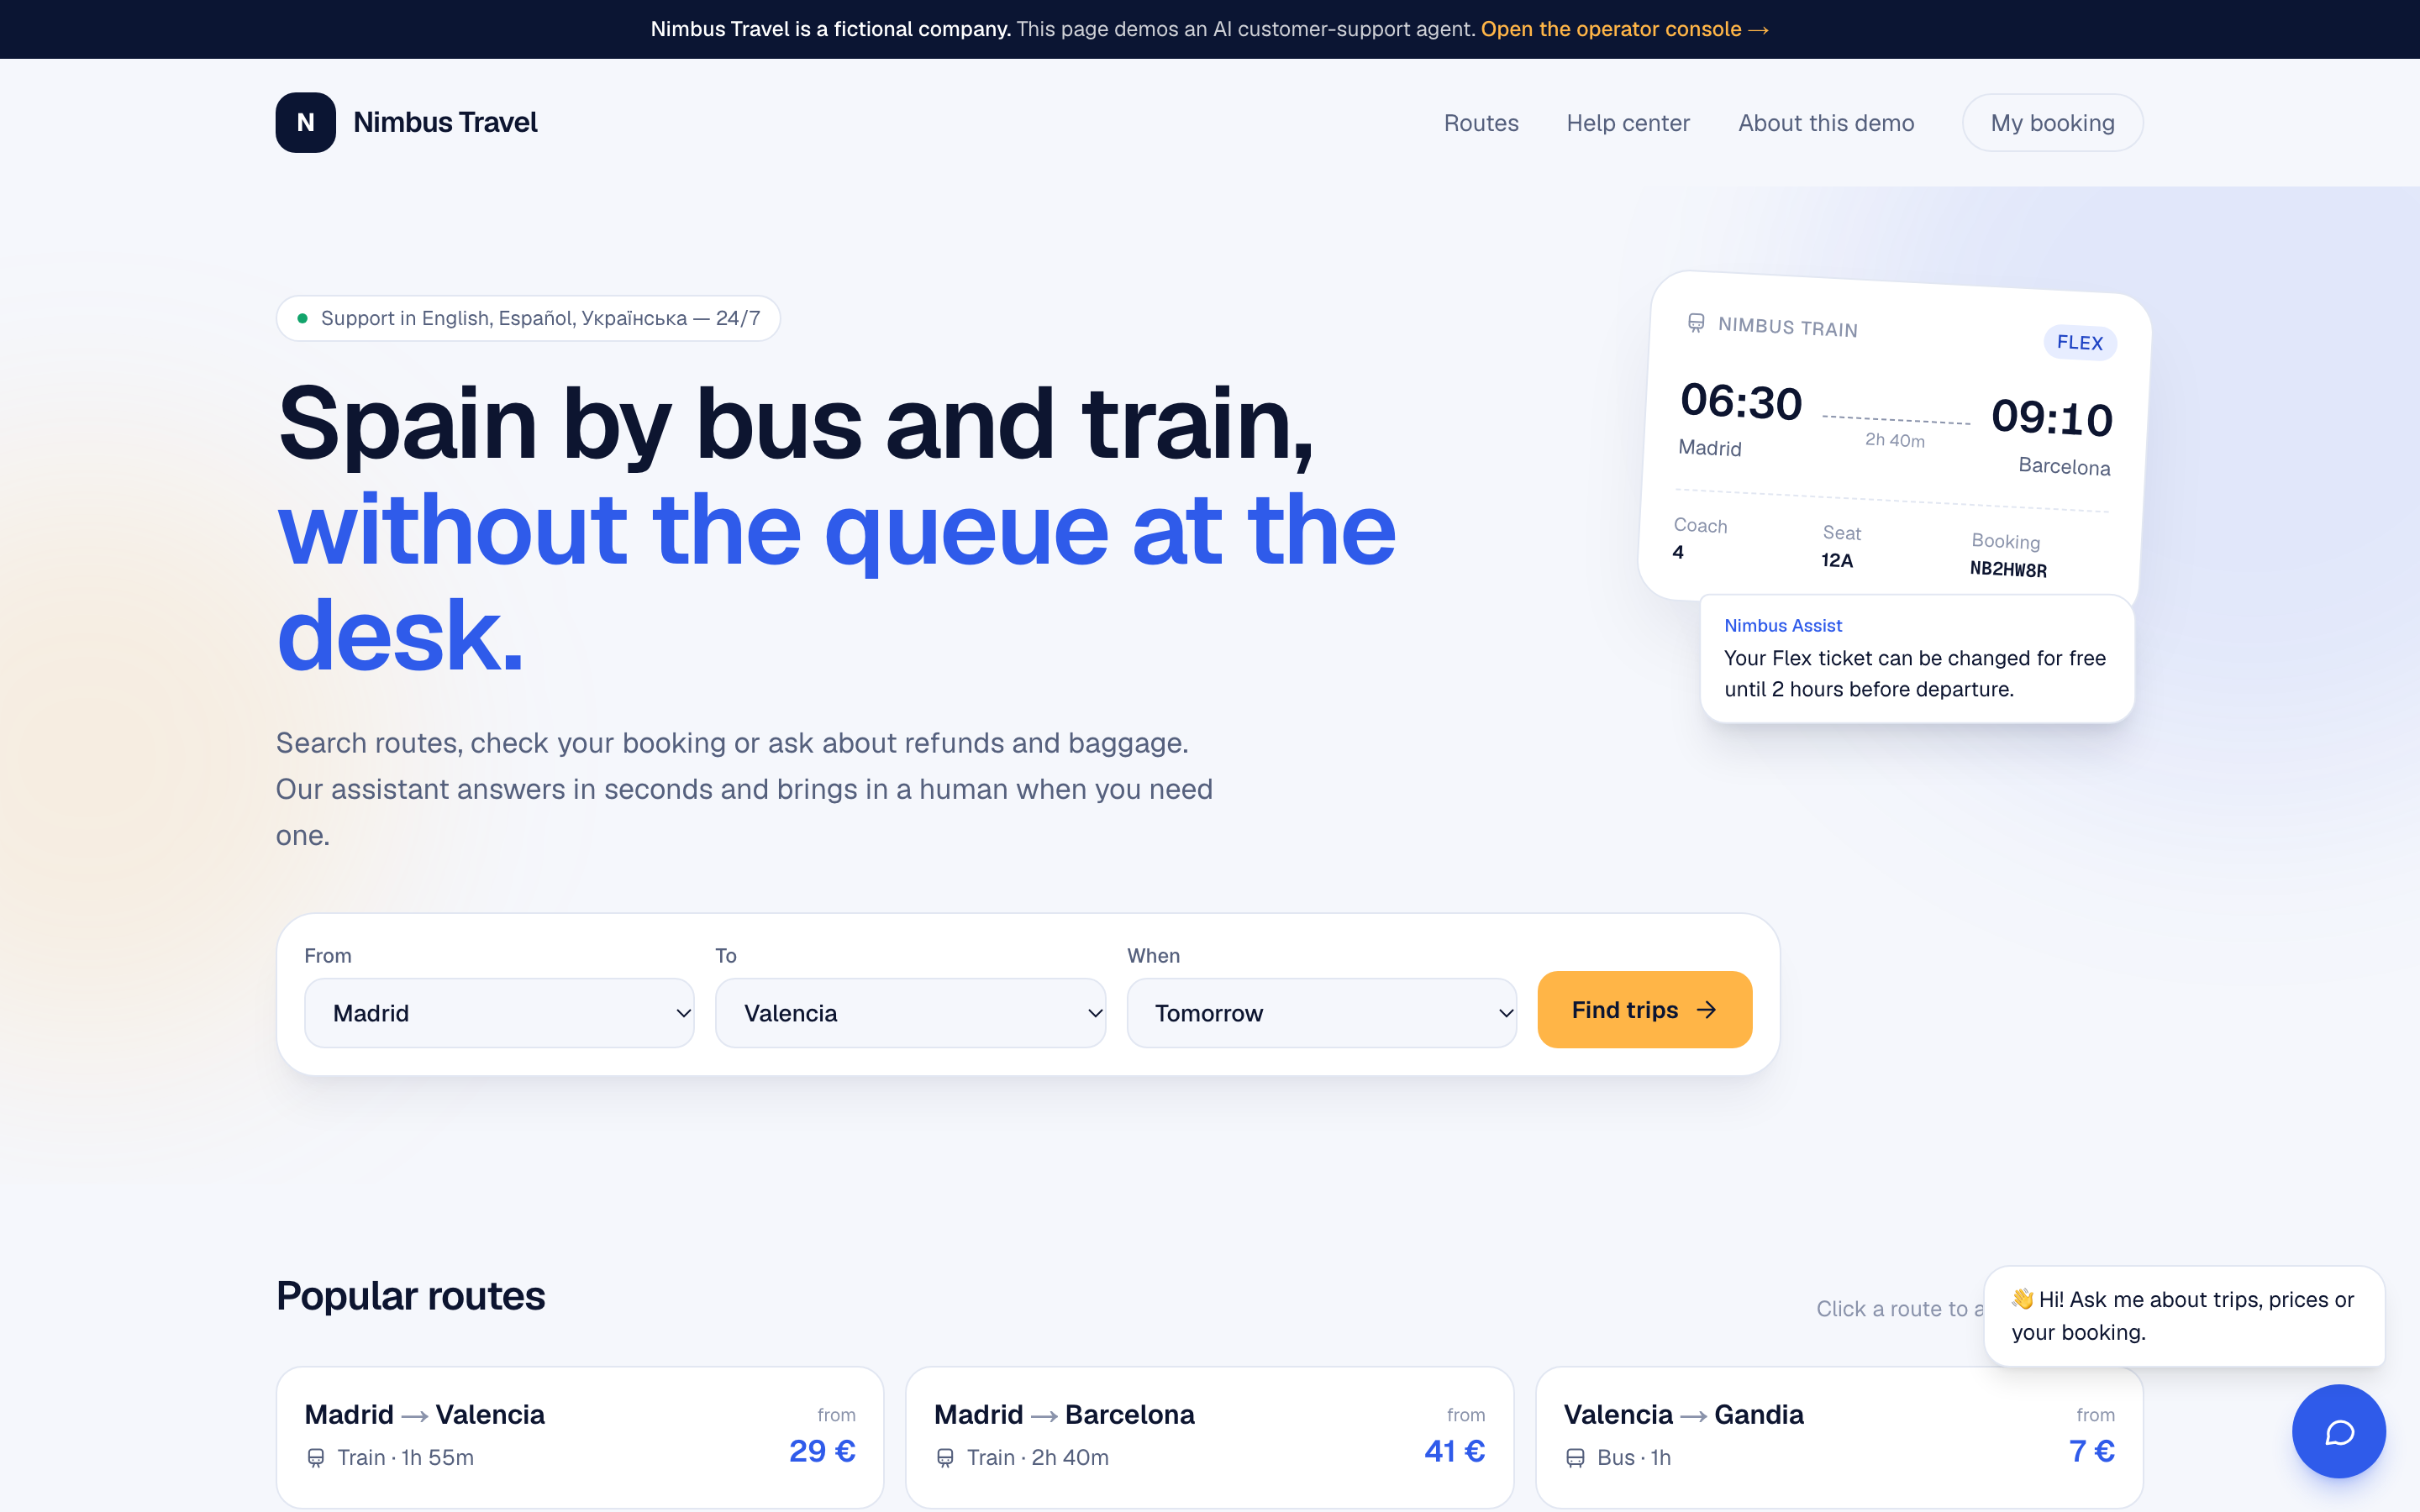 Nimbus Travel is a fictional company. This page demos an AI customer-support agent. Open the operator console →
N
Nimbus Travel
Routes
Help center
About this demo
My booking
Support in English, Español, Українська — 24/7
Spain by bus and train,
without the queue at the
desk.
Search routes, check your booking or ask about refunds and baggage.
Our assistant answers in seconds and brings in a human when you need
one.
NIMBUS TRAIN
FLEX
06:30
09:10
2h 40m
Madrid
Barcelona
Coach
Seat
Booking
4
12A
NB2HW8R
Nimbus Assist
Your Flex ticket can be changed for free
until 2 hours before departure.
From
To
When
Madrid
Valencia
Tomorrow
Find trips →
Popular routes
Click a route to
👋 Hi! Ask me about trips, prices or
your booking.
Madrid → Valencia
from
Train · 1h 55m
29 €
Madrid → Barcelona
from
Train · 2h 40m
41 €
Valencia → Gandia
from
Bus · 1h
7 €